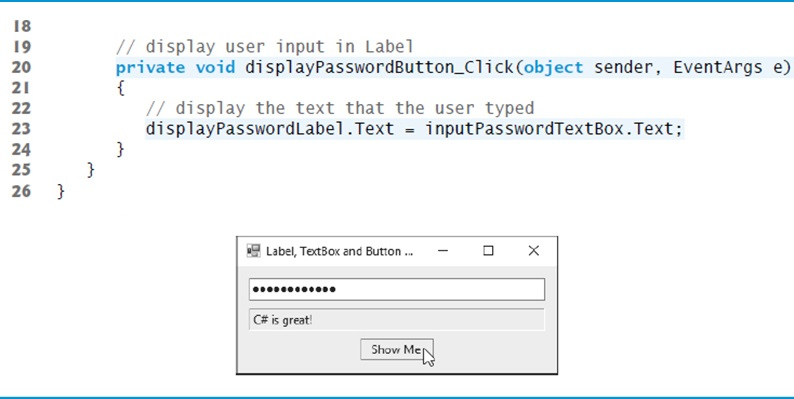 18
19 // display user input in Label
20 private void displayPasswordButton_Click(object sender, EventArgs e)
21 {
22 // display the text that the user typed
23 displayPasswordLabel.Text = inputPasswordTextBox.Text;
24 }
25 }
26 }
Label, TextBox and Button ...
●●●●●●●●●●●●
C# is great!
Show Me